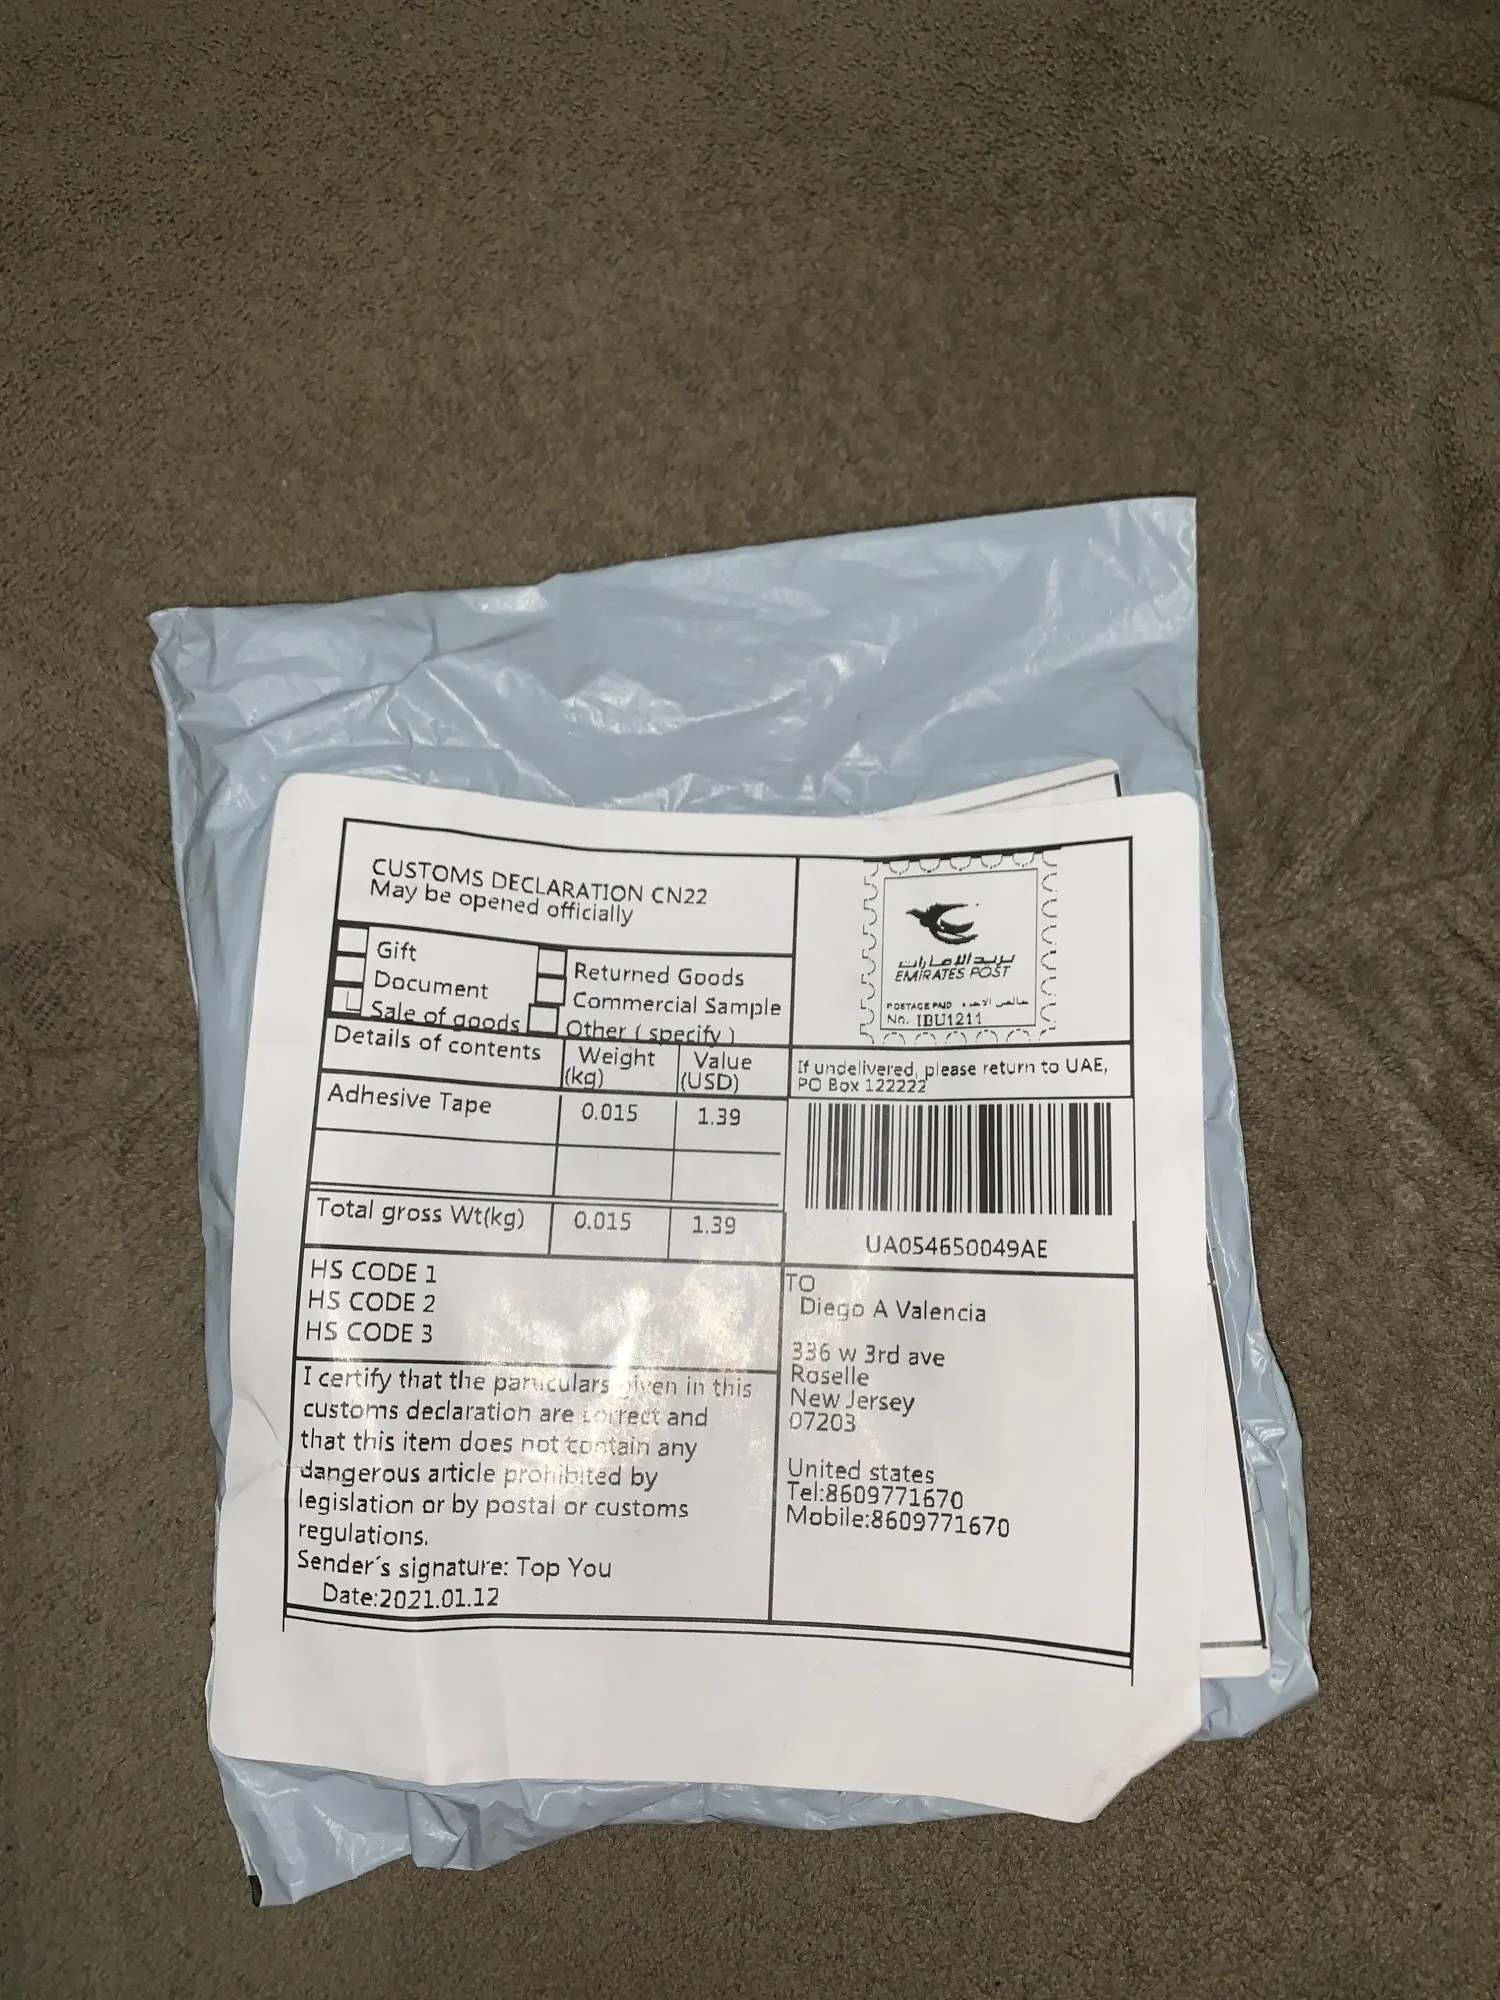 CUSTOMS DECLARATION CN22
May be opened officially
Gift
Document
Sale of goods
Returned Goods
Commercial Sample
Other ( specify )
Details of contents Weight (kg) Value (USD)
Adhesive Tape 0.015 1.39
Total gross Wt(kg) 0.015 1.39
HS CODE 1
HS CODE 2
HS CODE 3
I certify that the particulars given in this
customs declaration are correct and
that this item does not contain any
dangerous article prohibited by
legislation or by postal or customs
regulations.
Sender´s signature: Top You
Date:2021.01.12
بريد الإمارات
EMIRATES POST
POSTAGE PAID خالص الأجرة
No. IBU1211
If undelivered, please return to UAE,
PO Box 122222
UA054650049AE
TO
Diego A Valencia
336 w 3rd ave
Roselle
New Jersey
07203
United states
Tel:8609771670
Mobile:8609771670